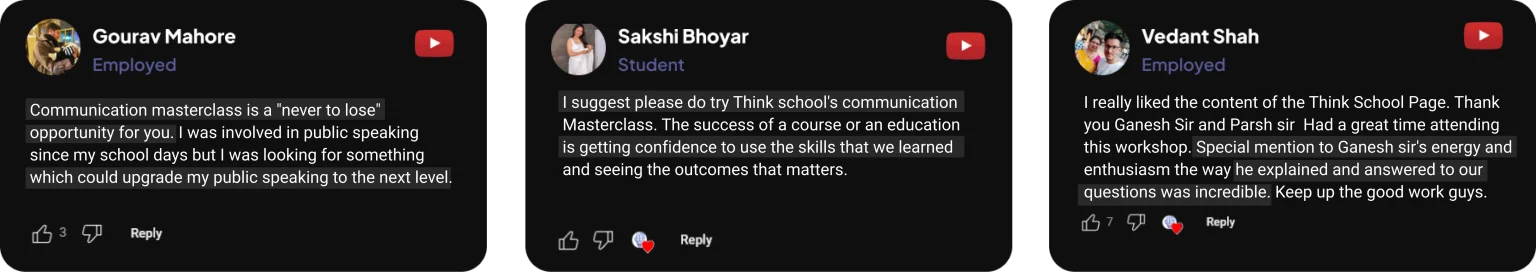 Gourav Mahore
Employed
Communication masterclass is a "never to lose"
opportunity for you. I was involved in public speaking
since my school days but I was looking for something
which could upgrade my public speaking to the next level.
3
Reply
Sakshi Bhoyar
Student
I suggest please do try Think school's communication
Masterclass. The success of a course or an education
is getting confidence to use the skills that we learned
and seeing the outcomes that matters.
Reply
Vedant Shah
Employed
I really liked the content of the Think School Page. Thank
you Ganesh Sir and Parsh sir Had a great time attending
this workshop. Special mention to Ganesh sir's energy and
enthusiasm the way he explained and answered to our
questions was incredible. Keep up the good work guys.
7
Reply